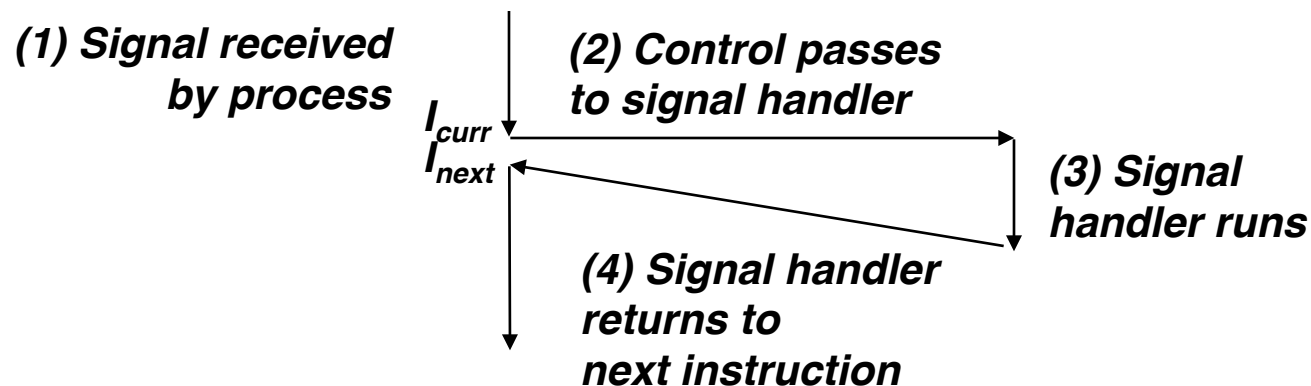 (1) Signal received
by process
(2) Control passes
to signal handler
I_curr
I_next
(3) Signal
handler runs
(4) Signal handler
returns to
next instruction